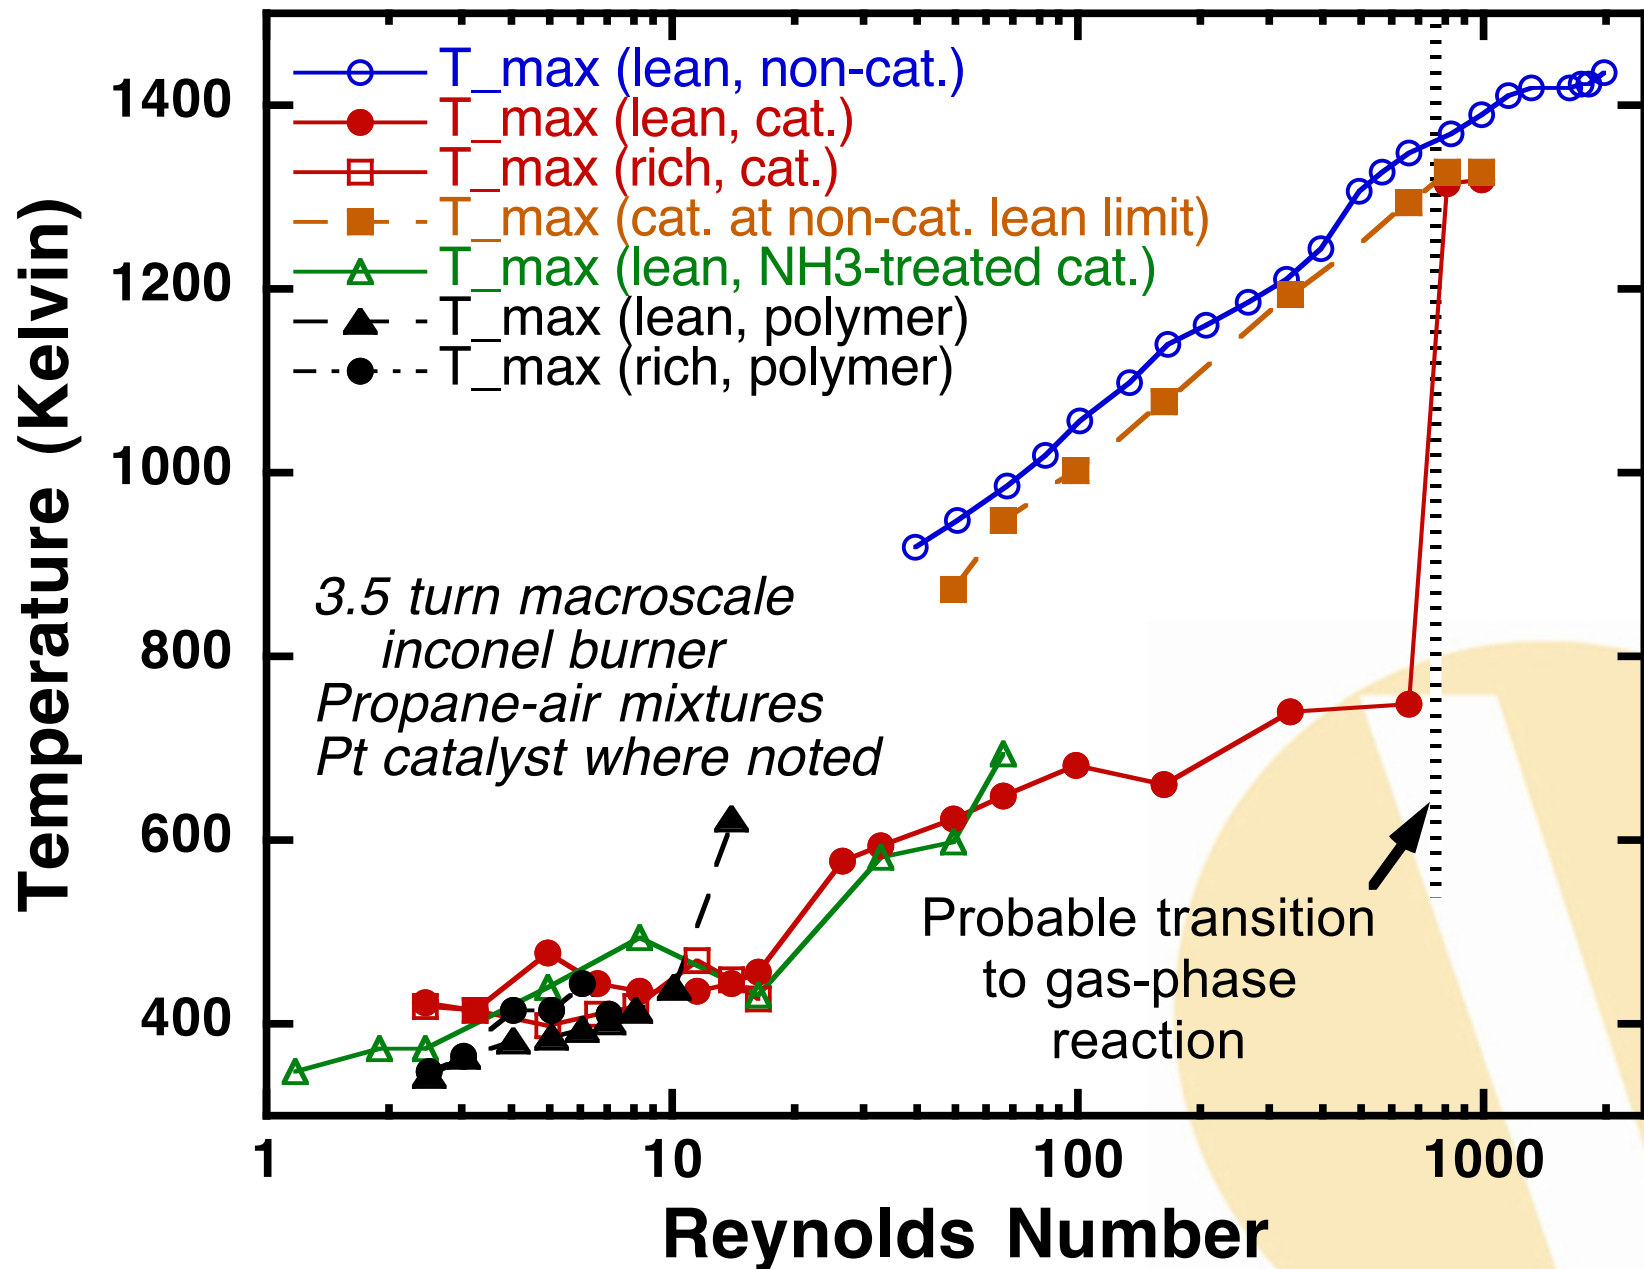 T_max (lean, non-cat.)
T_max (lean, cat.)
T_max (rich, cat.)
T_max (cat. at non-cat. lean limit)
T_max (lean, NH3-treated cat.)
T_max (lean, polymer)
T_max (rich, polymer)
1400
1200
1000
800
600
400
Temperature (Kelvin)
3.5 turn macroscale
inconel burner
Propane-air mixtures
Pt catalyst where noted
Probable transition
to gas-phase
reaction
1
10
100
1000
Reynolds Number